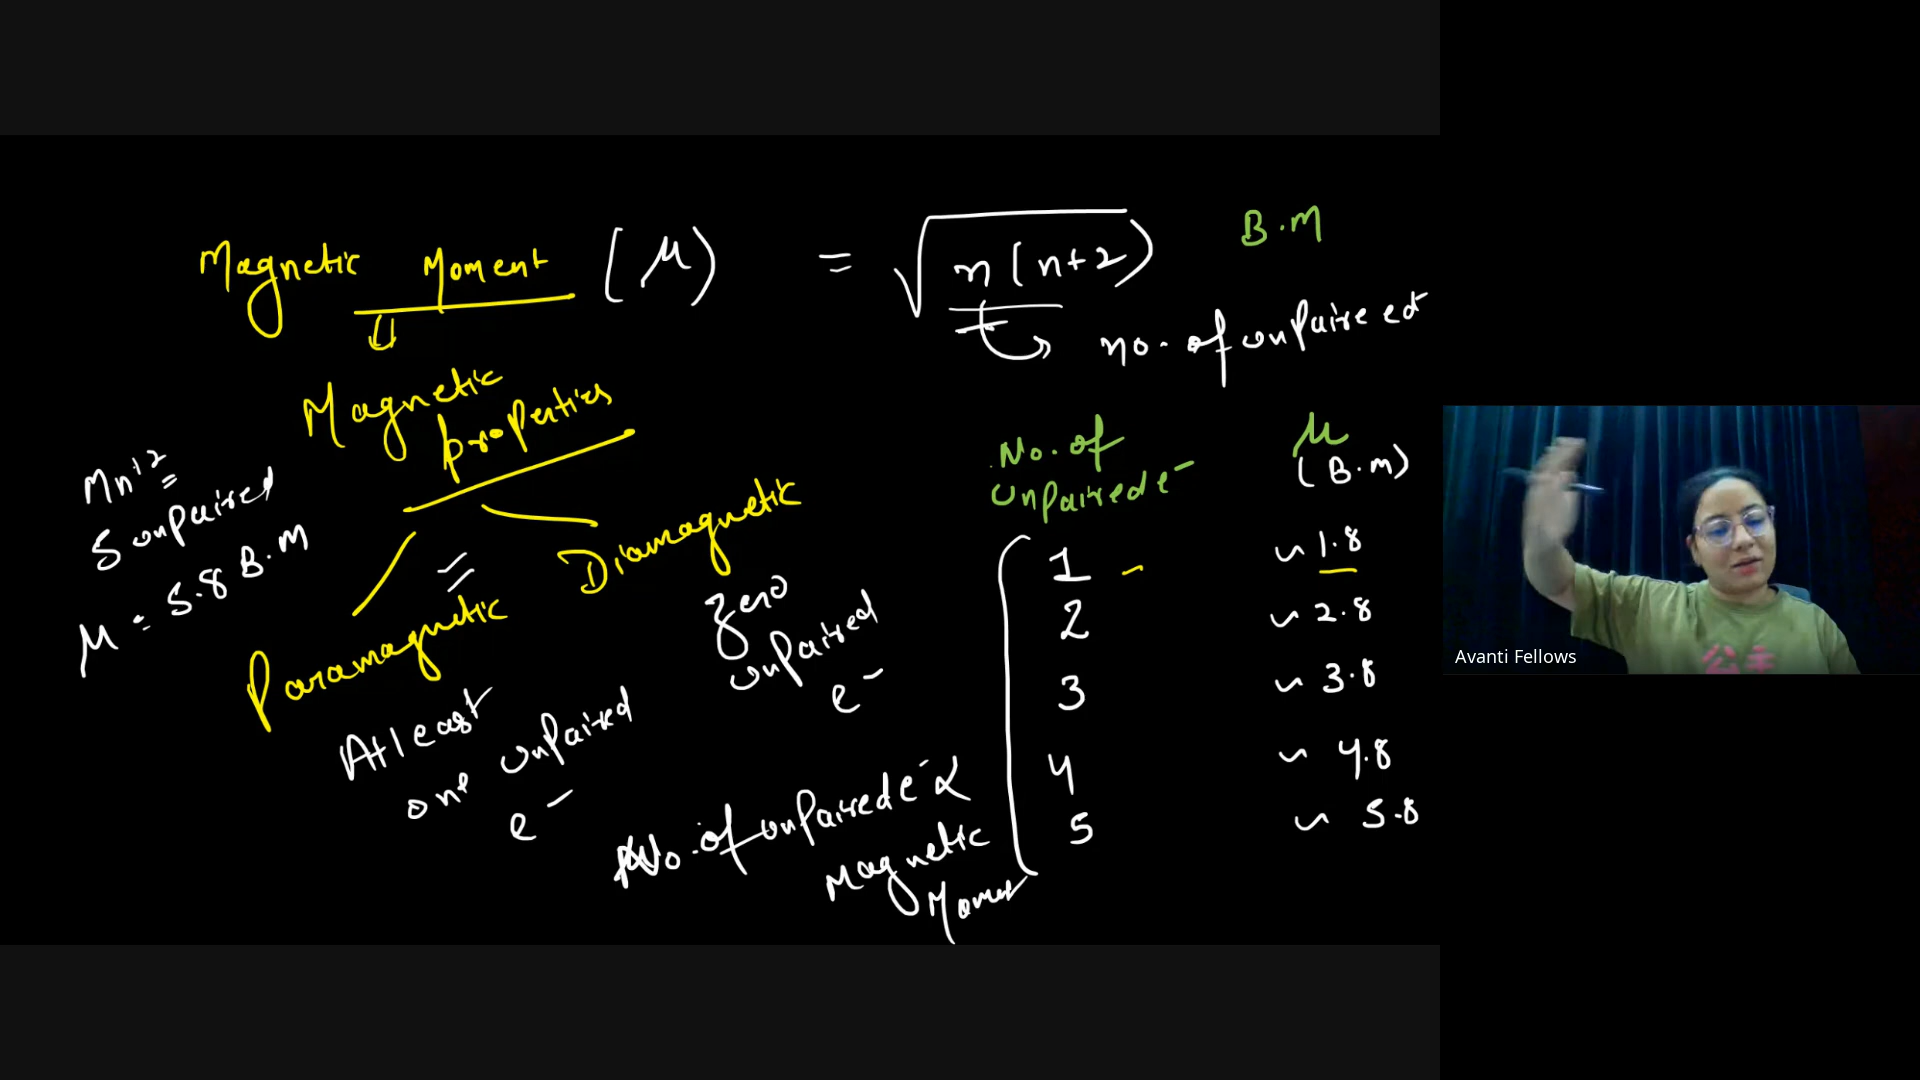 Magnetic Moment (μ) = √n(n+2) B.M
no. of unpaire
Magnetic
properties
Mn+2
5 unpaired
μ = 5.8 B.M
Paramagnetic
Atleast
one unpaired
e-
Diamagnetic
zero
unpaired
e-
No. of unpaired e- α
Magnetic
Moment
No. of
Unpaired e-
μ
(B.M)
1 - ~ 1.8
2 ~ 2.8
3 ~ 3.8
4 ~ 4.8
5 ~ 5.8
Avanti Fellows